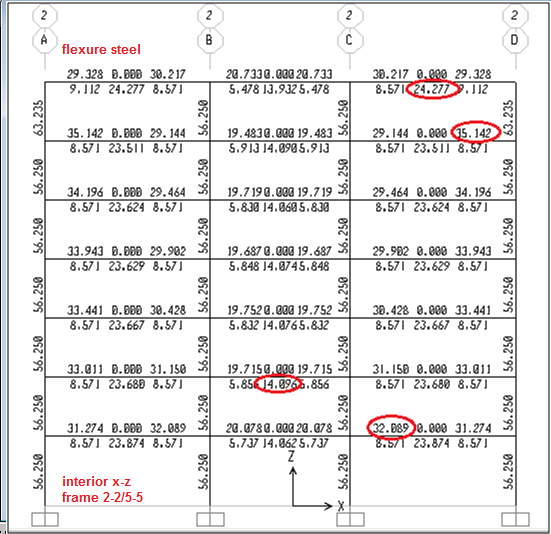 2 2 2 2
A B C D
flexure steel
29.328 0.000 30.217 20.733 0.000 20.733 30.217 0.000 29.328
9.112 24.277 8.571 5.478 13.932 5.478 8.571 24.277 9.112
63.235 56.250 56.250 63.235
35.142 0.000 29.144 19.483 0.000 19.483 29.144 0.000 35.142
8.571 23.511 8.571 5.913 14.090 5.913 8.571 23.511 8.571
56.250 56.250 56.250 56.250
34.196 0.000 29.464 19.719 0.000 19.719 29.464 0.000 34.196
8.571 23.624 8.571 5.830 14.060 5.830 8.571 23.624 8.571
56.250 56.250 56.250 56.250
33.943 0.000 29.902 19.687 0.000 19.687 29.902 0.000 33.943
8.571 23.629 8.571 5.848 14.074 5.848 8.571 23.629 8.571
56.250 56.250 56.250 56.250
33.441 0.000 30.428 19.752 0.000 19.752 30.428 0.000 33.441
8.571 23.667 8.571 5.832 14.076 5.832 8.571 23.667 8.571
56.250 56.250 56.250 56.250
33.011 0.000 31.150 19.715 0.000 19.715 31.150 0.000 33.011
8.571 23.680 8.571 5.856 14.096 5.856 8.571 23.680 8.571
56.250 56.250 56.250 56.250
31.274 0.000 32.089 20.078 0.000 20.078 32.089 0.000 31.274
8.571 23.874 8.571 5.737 14.062 5.737 8.571 23.874 8.571
56.250 56.250 56.250 56.250
Z
interior x-z
frame 2-2/5-5
X